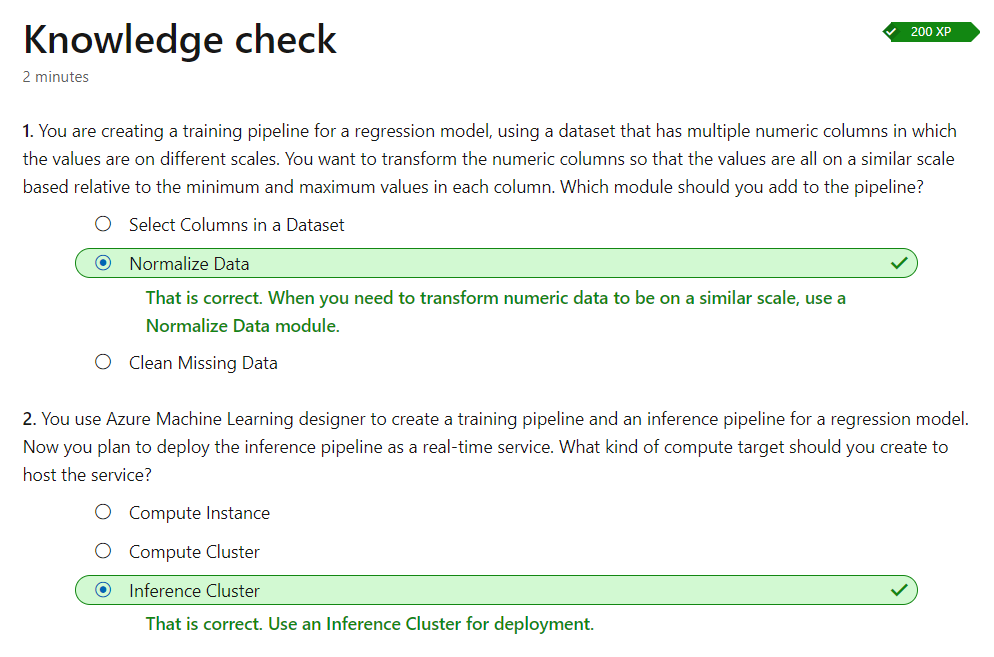 Knowledge check
200 XP
2 minutes
1. You are creating a training pipeline for a regression model, using a dataset that has multiple numeric columns in which
the values are on different scales. You want to transform the numeric columns so that the values are all on a similar scale
based relative to the minimum and maximum values in each column. Which module should you add to the pipeline?
Select Columns in a Dataset
Normalize Data
That is correct. When you need to transform numeric data to be on a similar scale, use a
Normalize Data module.
Clean Missing Data
2. You use Azure Machine Learning designer to create a training pipeline and an inference pipeline for a regression model.
Now you plan to deploy the inference pipeline as a real-time service. What kind of compute target should you create to
host the service?
Compute Instance
Compute Cluster
Inference Cluster
That is correct. Use an Inference Cluster for deployment.